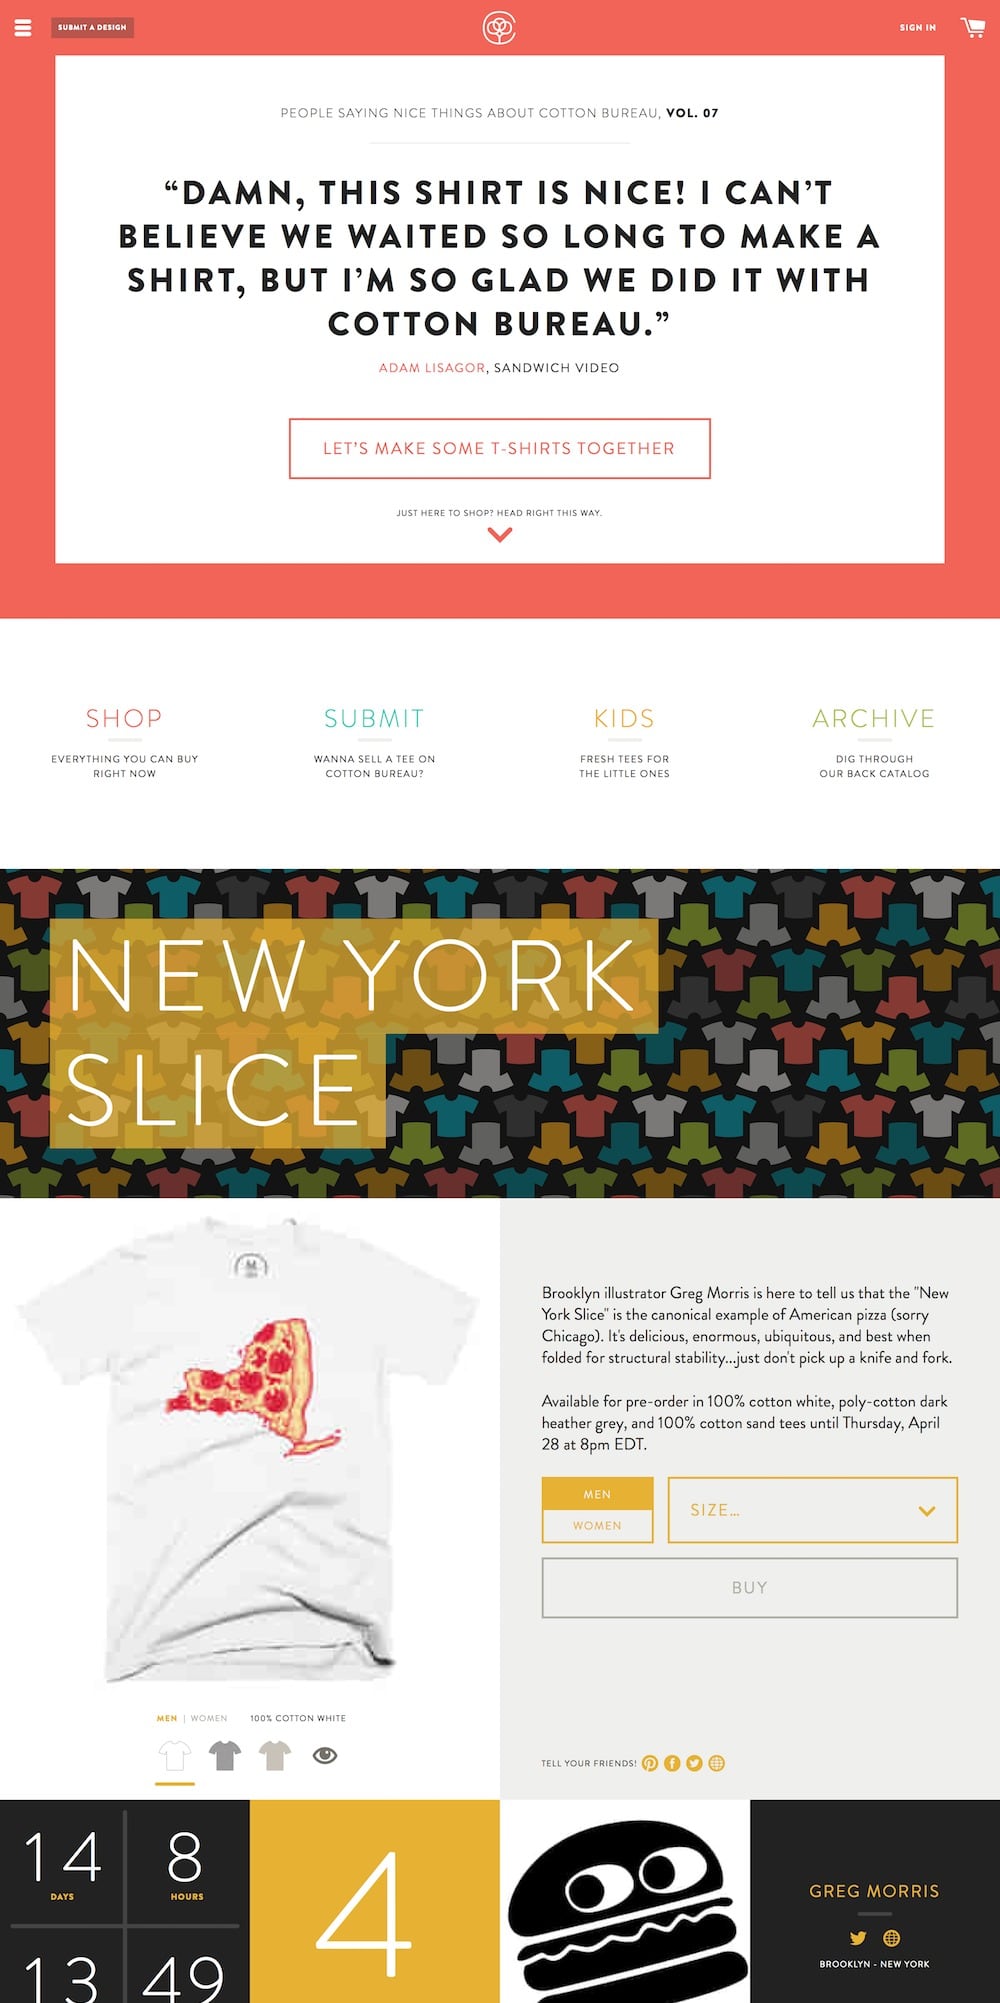 SUBMIT A DESIGN
SIGN IN
PEOPLE SAYING NICE THINGS ABOUT COTTON BUREAU, VOL. 07
“DAMN, THIS SHIRT IS NICE! I CAN’T
BELIEVE WE WAITED SO LONG TO MAKE A
SHIRT, BUT I’M SO GLAD WE DID IT WITH
COTTON BUREAU.”
ADAM LISAGOR, SANDWICH VIDEO
LET’S MAKE SOME T-SHIRTS TOGETHER
JUST HERE TO SHOP? HEAD RIGHT THIS WAY.
SHOP
EVERYTHING YOU CAN BUY
RIGHT NOW
SUBMIT
WANNA SELL A TEE ON
COTTON BUREAU?
KIDS
FRESH TEES FOR
THE LITTLE ONES
ARCHIVE
DIG THROUGH
OUR BACK CATALOG
NEW YORK
SLICE
Brooklyn illustrator Greg Morris is here to tell us that the "New
York Slice" is the canonical example of American pizza (sorry
Chicago). It's delicious, enormous, ubiquitous, and best when
folded for structural stability...just don't pick up a knife and fork.
Available for pre-order in 100% cotton white, poly-cotton dark
heather grey, and 100% cotton sand tees until Thursday, April
28 at 8pm EDT.
MEN
WOMEN
SIZE...
BUY
MEN | WOMEN 100% COTTON WHITE
TELL YOUR FRIENDS!
14
DAYS
8
HOURS
13
49
4
GREG MORRIS
BROOKLYN - NEW YORK